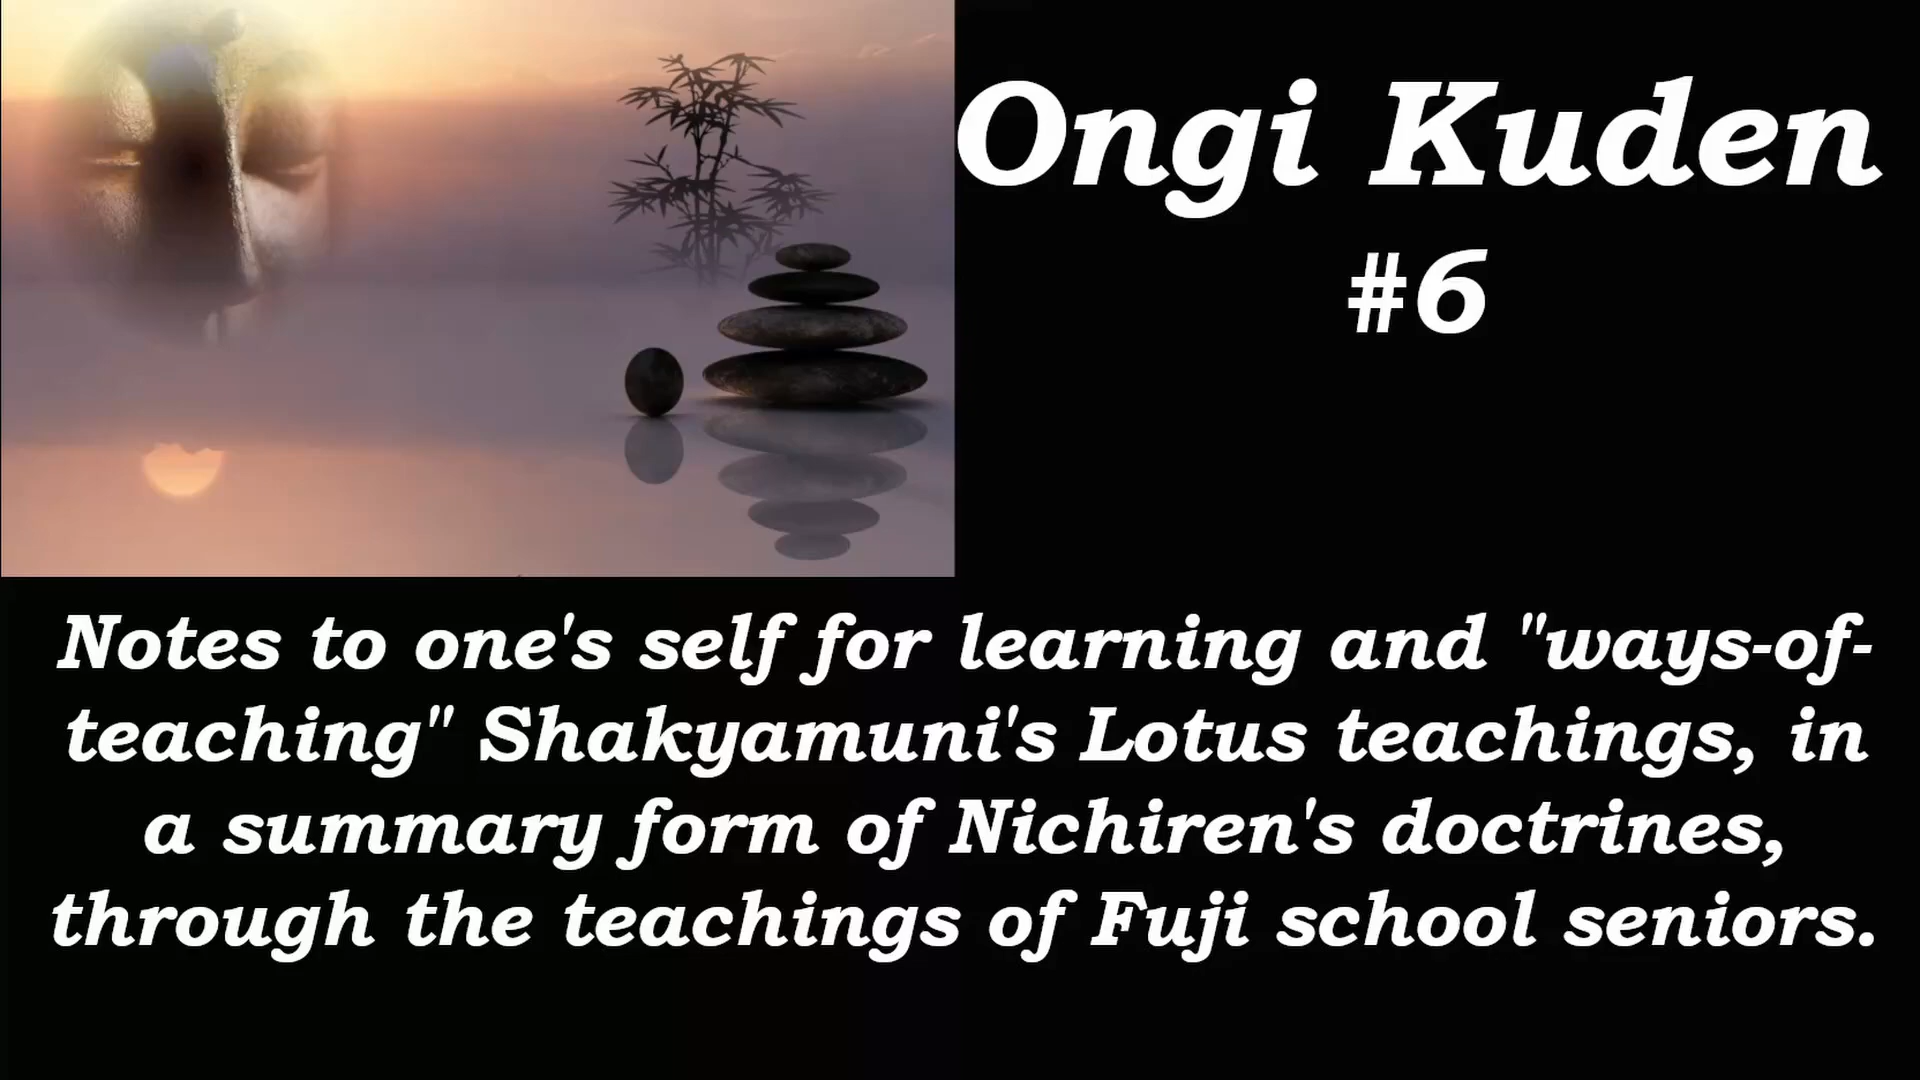 Ongi Kuden
#6
Notes to one's self for learning and "ways-of-
teaching" Shakyamuni's Lotus teachings, in
a summary form of Nichiren's doctrines,
through the teachings of Fuji school seniors.